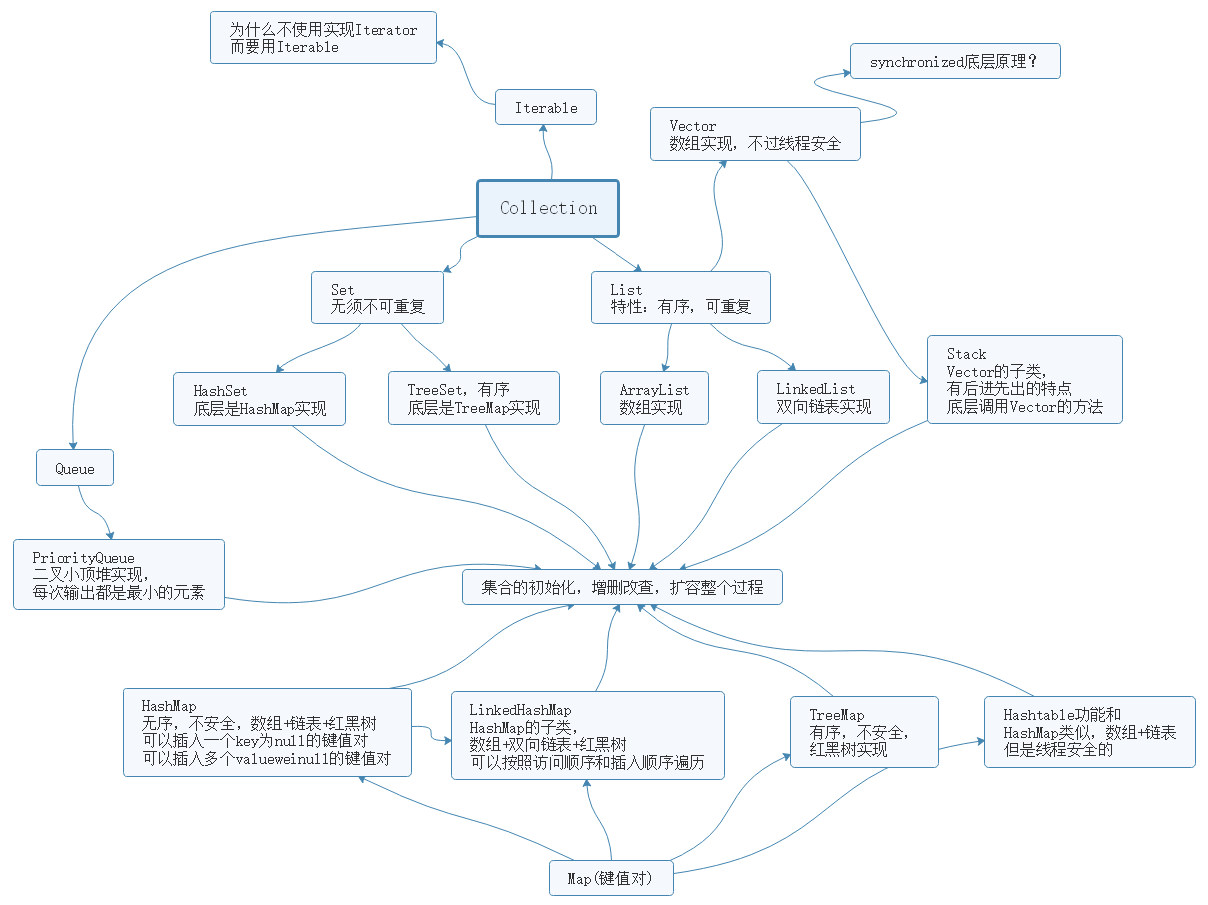 为什么不使用实现Iterator
而要用Iterable
synchronized底层原理？
Iterable
Vector
数组实现，不过线程安全
Collection
Set
无须不可重复
List
特性：有序，可重复
HashSet
底层是HashMap实现
TreeSet，有序
底层是TreeMap实现
ArrayList
数组实现
LinkedList
双向链表实现
Stack
Vector的子类，
有后进先出的特点
底层调用Vector的方法
Queue
PriorityQueue
二叉小顶堆实现，
每次输出都是最小的元素
集合的初始化，增删改查，扩容整个过程
HashMap
无序，不安全，数组+链表+红黑树
可以插入一个key为null的键值对
可以插入多个valueweinull的键值对
LinkedHashMap
HashMap的子类，
数组+双向链表+红黑树
可以按照访问顺序和插入顺序遍历
TreeMap
有序，不安全，
红黑树实现
Hashtable功能和
HashMap类似，数组+链表
但是线程安全的
Map(键值对)